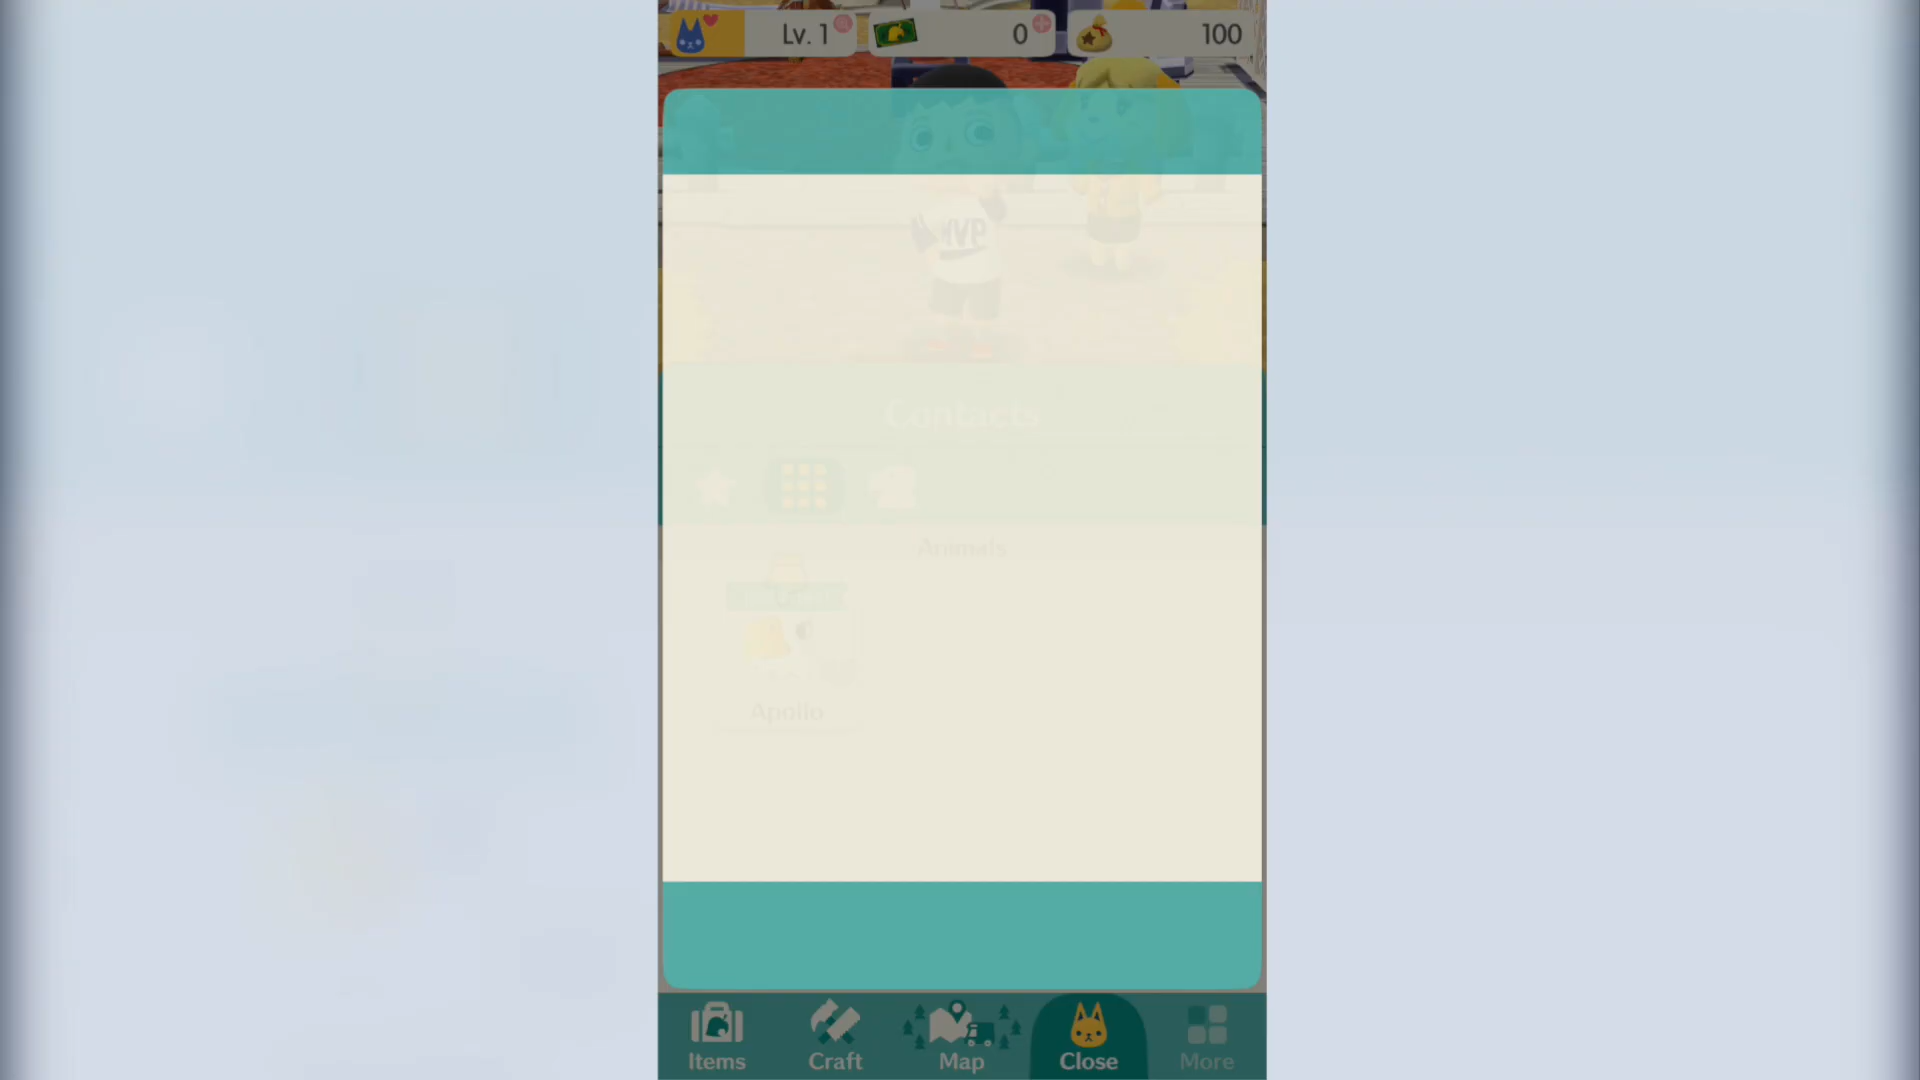 Lv. 1
0
100
Contacts
Animals
Apollo
Items
Craft
Map
Close
More